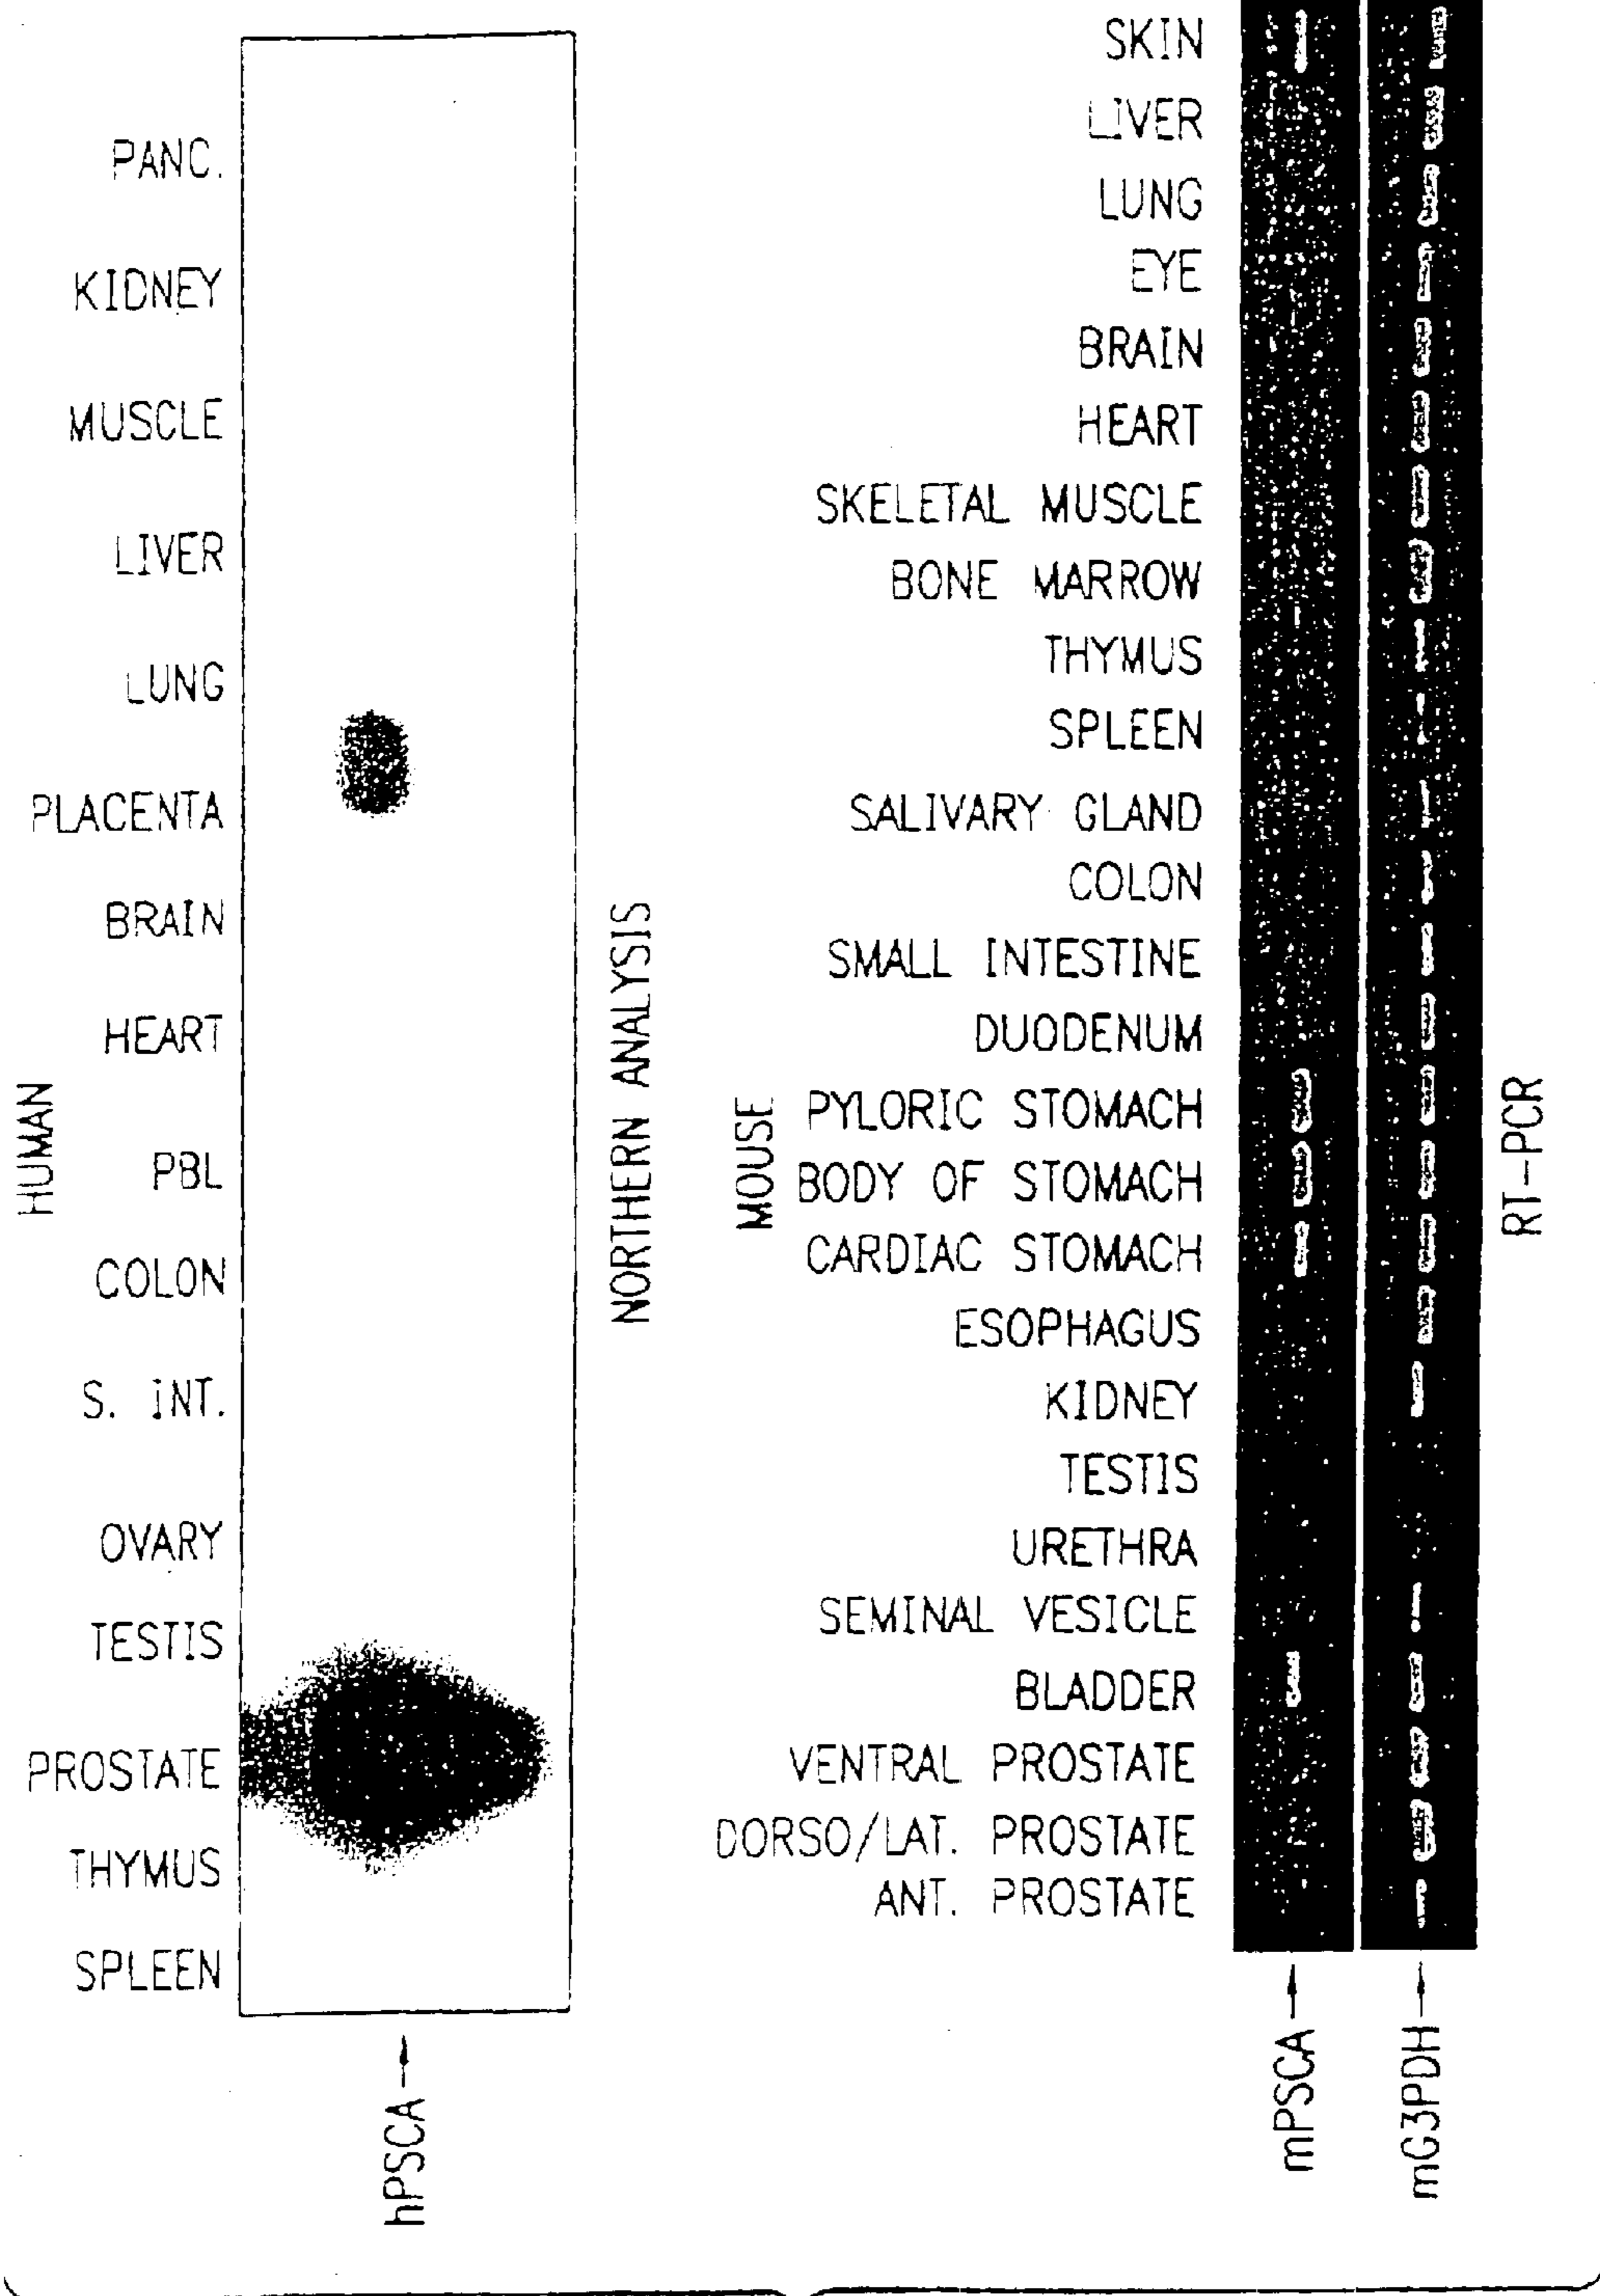 HUMAN
PANC.
KIDNEY
MUSCLE
LIVER
LUNG
PLACENTA
BRAIN
HEART
PBL
COLON
S. INT.
OVARY
TESTIS
PROSTATE
THYMUS
SPLEEN
hPSCA
NORTHERN ANALYSIS
MOUSE
SKIN
LIVER
LUNG
EYE
BRAIN
HEART
SKELETAL MUSCLE
BONE MARROW
THYMUS
SPLEEN
SALIVARY GLAND
COLON
SMALL INTESTINE
DUODENUM
PYLORIC STOMACH
BODY OF STOMACH
CARDIAC STOMACH
ESOPHAGUS
KIDNEY
TESTIS
URETHRA
SEMINAL VESICLE
BLADDER
VENTRAL PROSTATE
DORSO/LAT. PROSTATE
ANT. PROSTATE
mPSCA
mG3PDH
RT-PCR